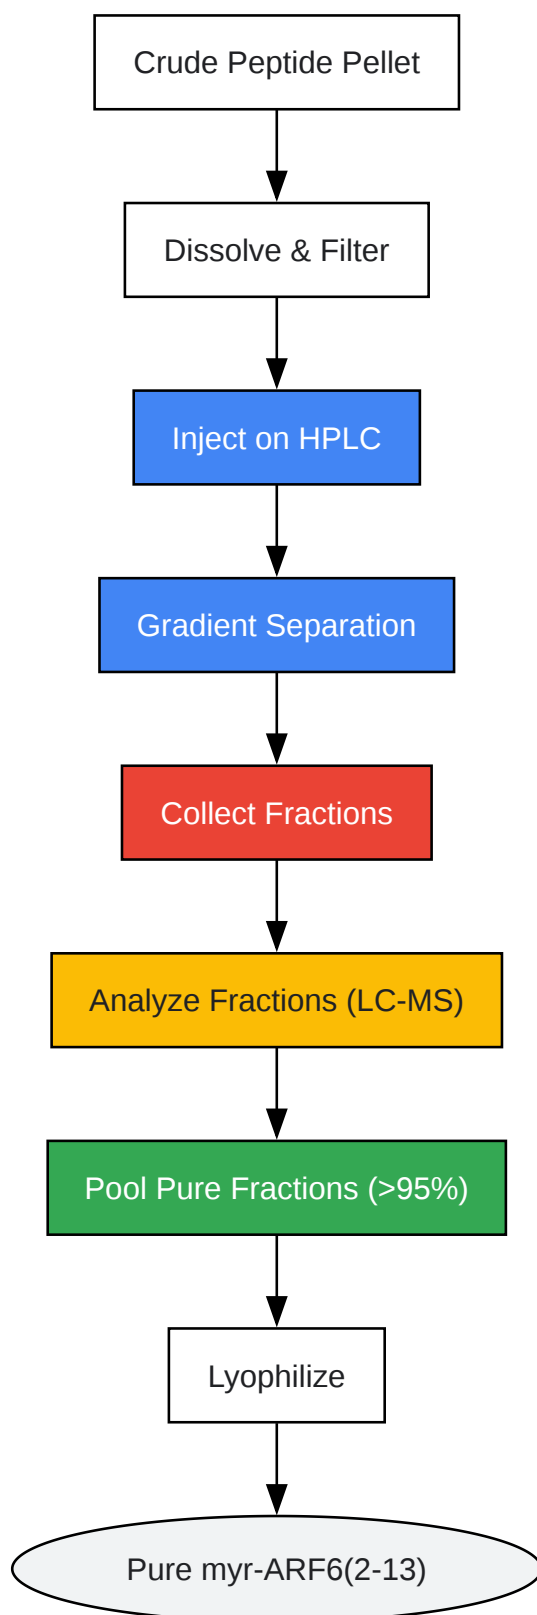 Crude Peptide Pellet
Dissolve & Filter
Inject on HPLC
Gradient Separation
Collect Fractions
Analyze Fractions (LC-MS)
Pool Pure Fractions (>95%)
Lyophilize
Pure myr-ARF6(2-13)